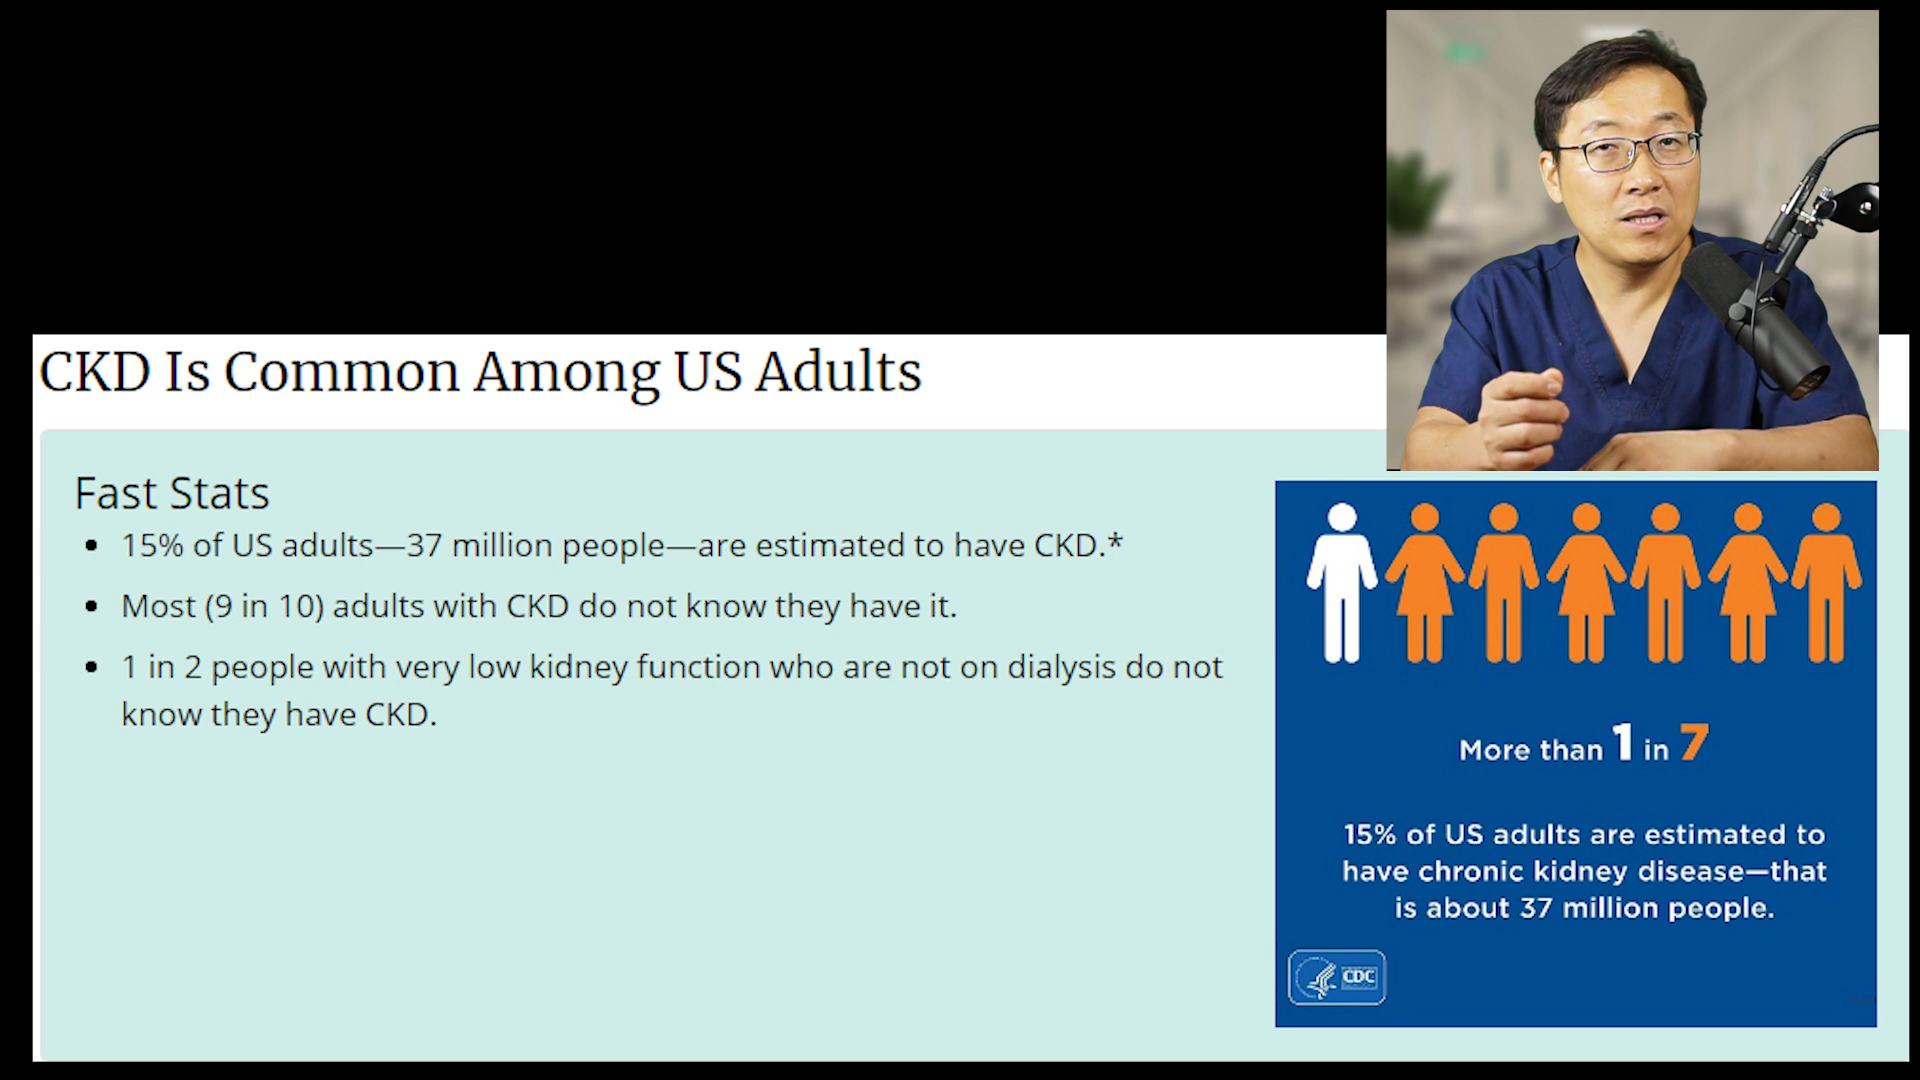 CKD Is Common Among US Adults
Fast Stats
15% of US adults—37 million people—are estimated to have CKD.*
Most (9 in 10) adults with CKD do not know they have it.
1 in 2 people with very low kidney function who are not on dialysis do not
know they have CKD.
More than 1 in 7
15% of US adults are estimated to
have chronic kidney disease—that
is about 37 million people.
CDC